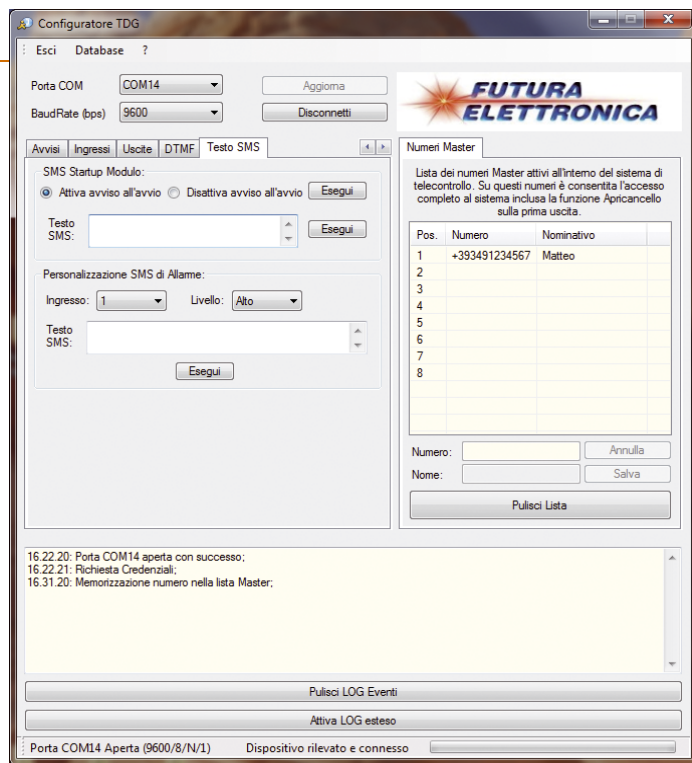 Configuratore TDG
Esci Database ?
Porta COM COM14 Aggiorna
BaudRate (bps) 9600 Disconnetti
FUTURA
ELETTRONICA
Avvisi Ingressi Uscite DTMF Testo SMS
SMS Startup Modulo:
Attiva avviso all'avvio Disattiva avviso all'avvio Esegui
Testo
SMS:
Esegui
Personalizzazione SMS di Allarme:
Ingresso: 1 Livello: Alto
Testo
SMS:
Esegui
Numeri Master
Lista dei numeri Master attivi all'interno del sistema di
telecontrollo. Su questi numeri è consentita l'accesso
completo al sistema inclusa la funzione Apricancello
sulla prima uscita.
Pos. Numero Nominativo
1 +393491234567 Matteo
2
3
4
5
6
7
8
Numero: Annulla
Nome: Salva
Pulisci Lista
16.22.20: Porta COM14 aperta con successo;
16.22.21: Richiesta Credenziali;
16.31.20: Memorizzazione numero nella lista Master;
Pulisci LOG Eventi
Attiva LOG esteso
Porta COM14 Aperta (9600/8/N/1) Dispositivo rilevato e connesso